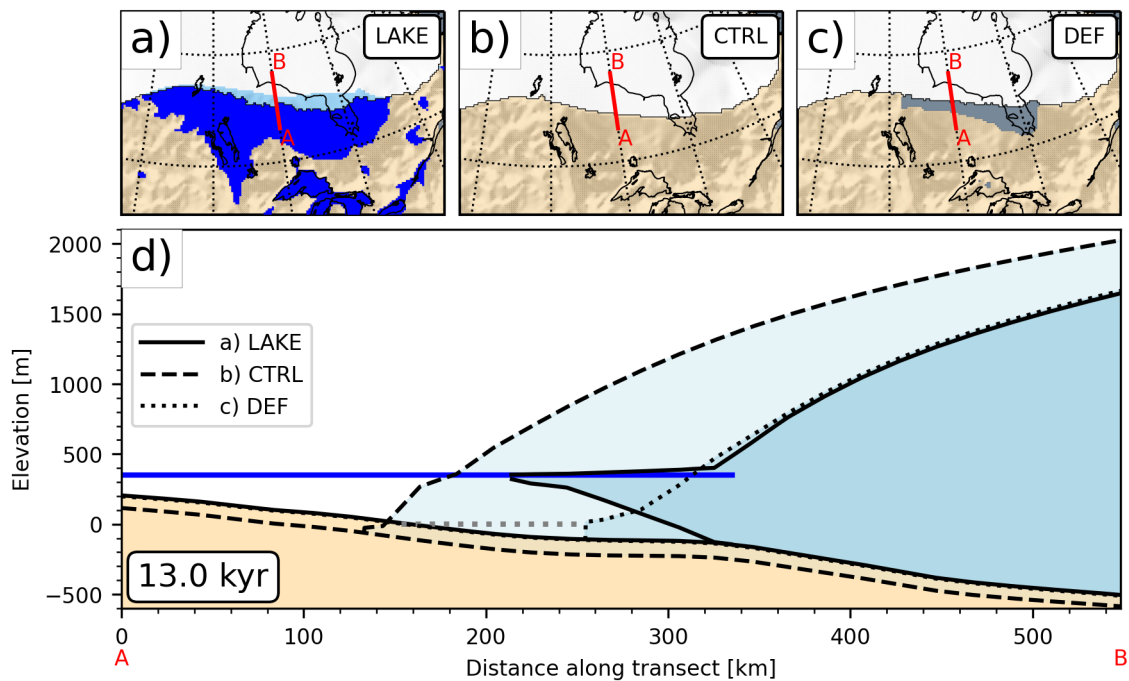 a)
LAKE
B
A
b)
CTRL
B
A
c)
DEF
B
A
d)
2000
1500
1000
500
0
−500
Elevation [m]
a) LAKE
b) CTRL
c) DEF
13.0 kyr
0
100
200
300
400
500
A
B
Distance along transect [km]